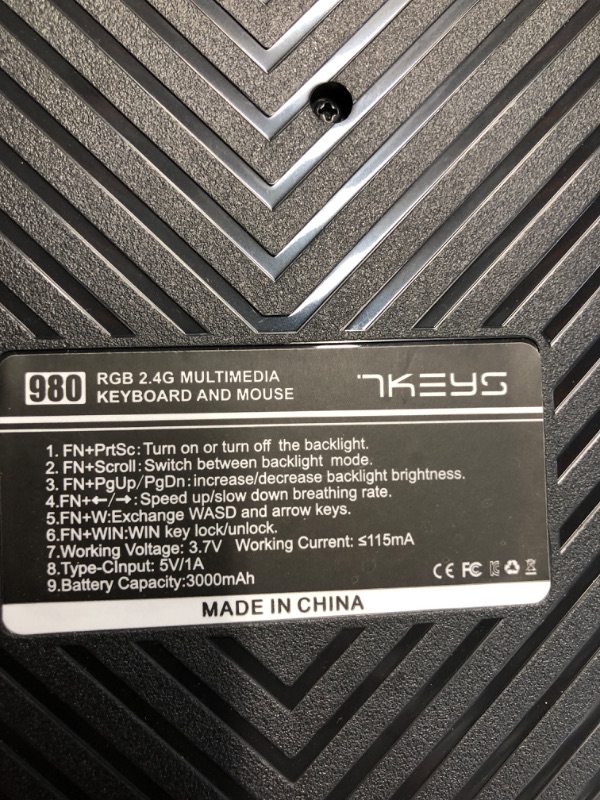 980 RGB 2.4G MULTIMEDIA
KEYBOARD AND MOUSE
7KEYS
1. FN+PrtSc: Turn on or turn off the backlight.
2. FN+Scroll: Switch between backlight mode.
3. FN+PgUp/PgDn: increase/decrease backlight brightness.
4.FN+←/→: Speed up/slow down breathing rate.
5.FN+W:Exchange WASD and arrow keys.
6.FN+WIN:WIN key lock/unlock.
7.Working Voltage: 3.7V Working Current: ≤115mA
8.Type-CInput: 5V/1A
9.Battery Capacity:3000mAh
CE FC
MADE IN CHINA